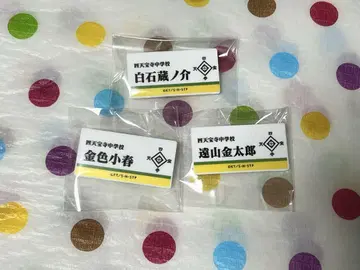 四天宝寺中学校
白石蔵ノ介
四天宝寺中学校
金色小春
四天宝寺中学校
遠山金太郎